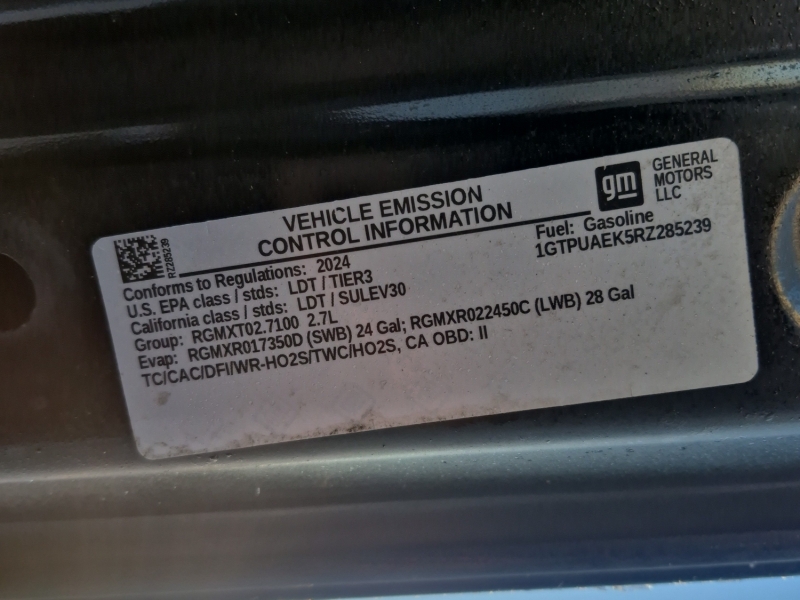 gm
GENERAL
MOTORS
LLC
VEHICLE EMISSION
CONTROL INFORMATION
RZ285239
Fuel: Gasoline
1GTPUAEK5RZ285239
Conforms to Regulations: 2024
U.S. EPA class / stds: LDT / TIER3
California class / stds: LDT / SULEV30
Group: RGMXT02.7100 2.7L
Evap: RGMXR017350D (SWB) 24 Gal; RGMXR022450C (LWB) 28 Gal
TC/CAC/DFI/WR-HO2S/TWC/HO2S, CA OBD: II